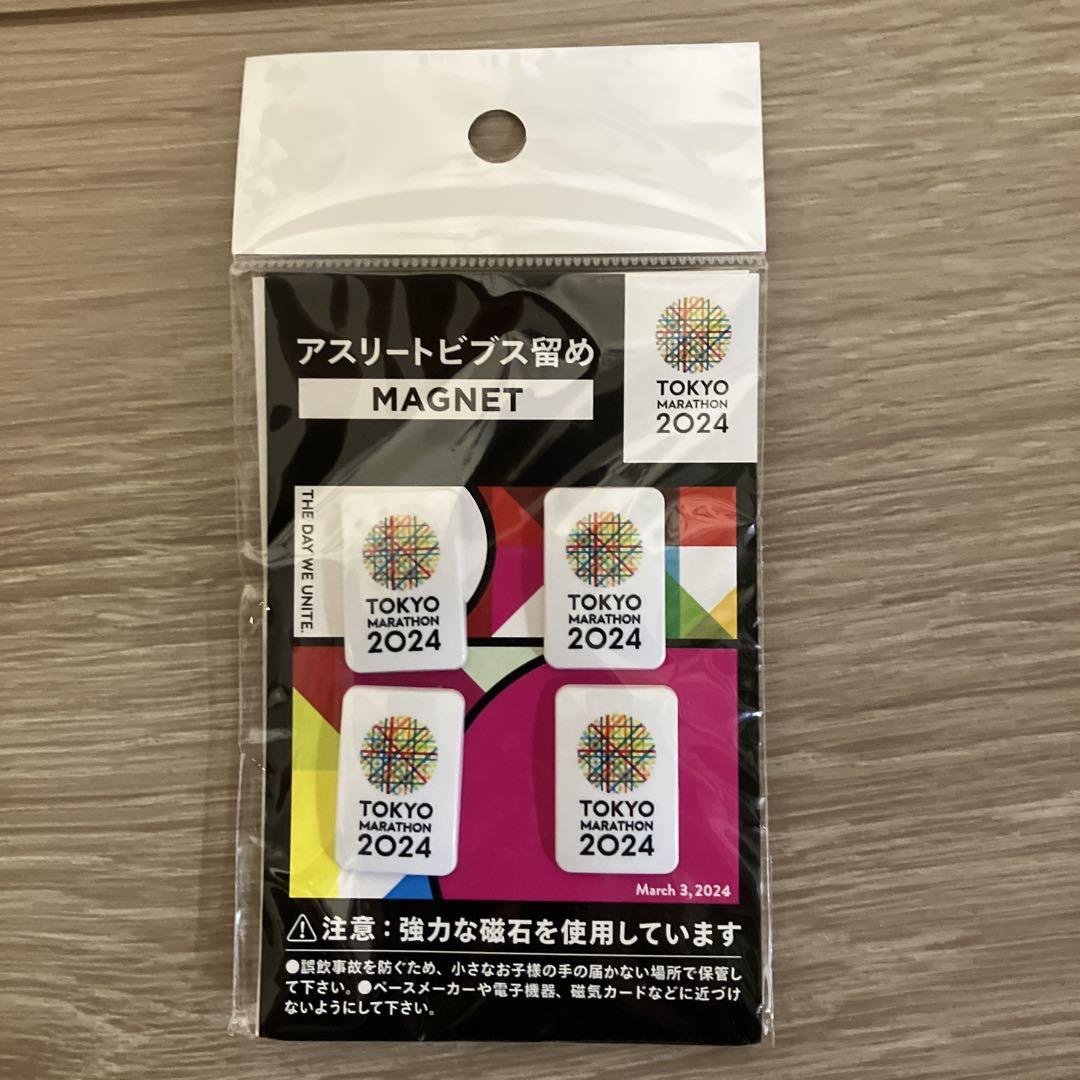 アスリートビブス留め
MAGNET
TOKYO
MARATHON
2024
THE DAY WE UNITE.
TOKYO
MARATHON
2024
TOKYO
MARATHON
2024
TOKYO
MARATHON
2024
TOKYO
MARATHON
2024
March 3, 2024
⚠注意：強力な磁石を使用しています
●誤飲事故を防ぐため、小さなお子様の手の届かない場所で保管し
て下さい。●ペースメーカーや電子機器、磁気カードなどに近づけ
ないようにして下さい。